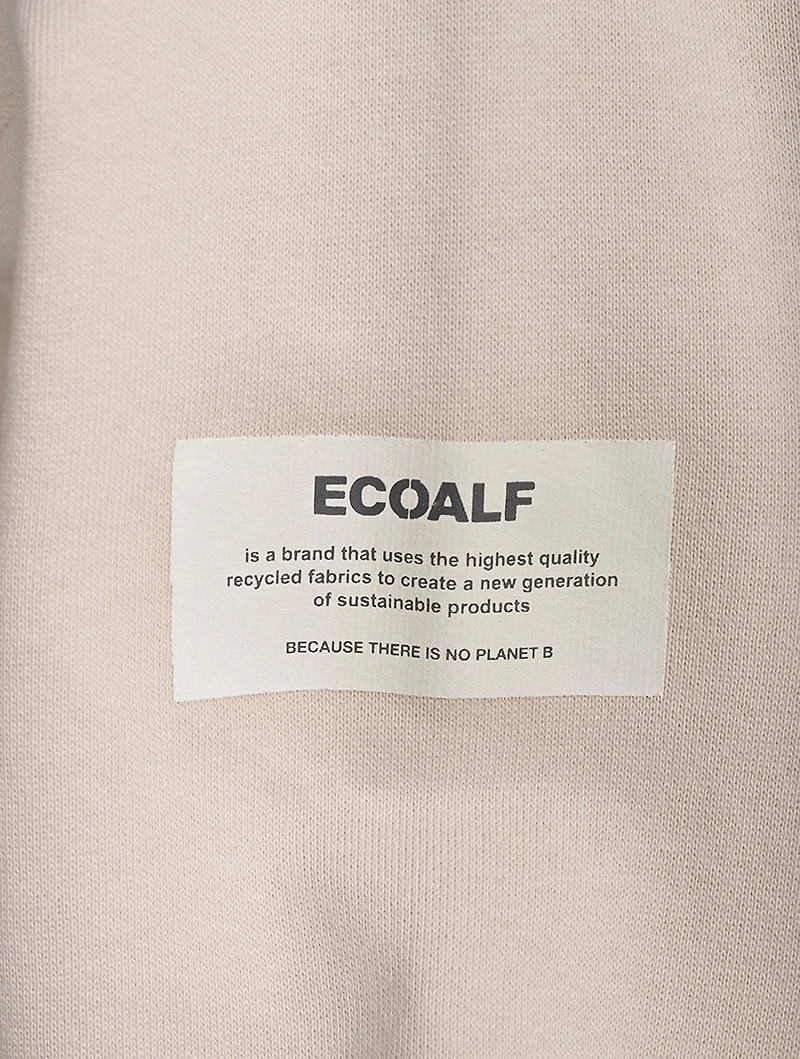 ECOALF
is a brand that uses the highest quality
recycled fabrics to create a new generation
of sustainable products
BECAUSE THERE IS NO PLANET B